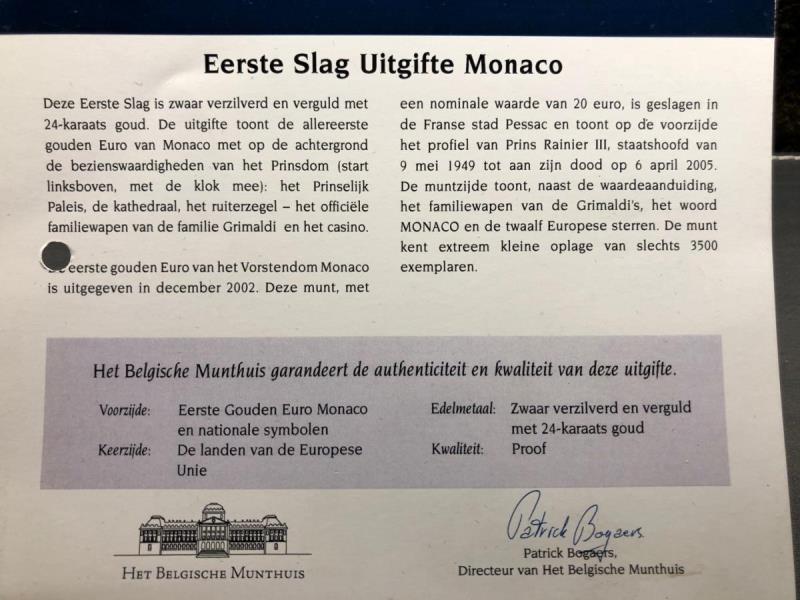 Eerste Slag Uitgifte Monaco
Deze Eerste Slag is zwaar verzilverd en verguld met
24-karaats goud. De uitgifte toont de allereerste
gouden Euro van Monaco met op de achtergrond
de bezienswaardigheden van het Prinsdom (start
linksboven, met de klok mee): het Prinselijk
Paleis, de kathedraal, het ruiterzegel – het officiële
familiewapen van de familie Grimaldi en het casino.
eerste gouden Euro van het Vorstendom Monaco
is uitgegeven in december 2002. Deze munt, met
een nominale waarde van 20 euro, is geslagen in
de Franse stad Pessac en toont op de voorzijde
het profiel van Prins Rainier III, staatshoofd van
9 mei 1949 tot aan zijn dood op 6 april 2005.
De muntzijde toont, naast de waardeaanduiding,
het familiewapen van de Grimaldi's, het woord
MONACO en de twaalf Europese sterren. De munt
kent extreem kleine oplage van slechts 3500
exemplaren.
Het Belgische Munthuis garandeert de authenticiteit en kwaliteit van deze uitgifte.
Voorzijde: Eerste Gouden Euro Monaco
en nationale symbolen
Keerzijde: De landen van de Europese
Unie
Edelmetaal: Zwaar verzilverd en verguld
met 24-karaats goud
Kwaliteit: Proof
HET BELGISCHE MUNTHUIS
Patrick Bogaers
Patrick Bogaers,
Directeur van Het Belgische Munthuis